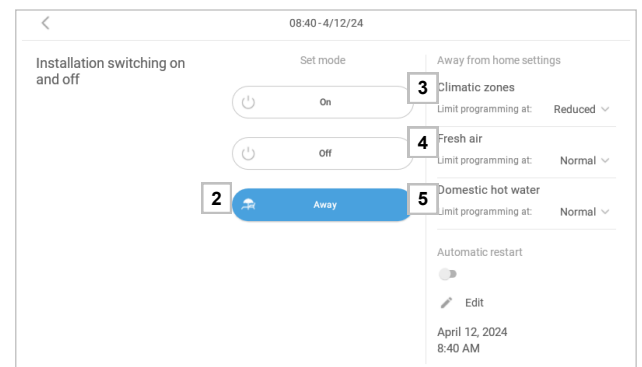 08:40-4/12/24
Installation switching on
and off
Set mode
On
Off
2
Away
Away from home settings
3
Climatic zones
Limit programming at: Reduced
4
Fresh air
Limit programming at: Normal
5
Domestic hot water
Limit programming at: Normal
Automatic restart
Edit
April 12, 2024
8:40 AM